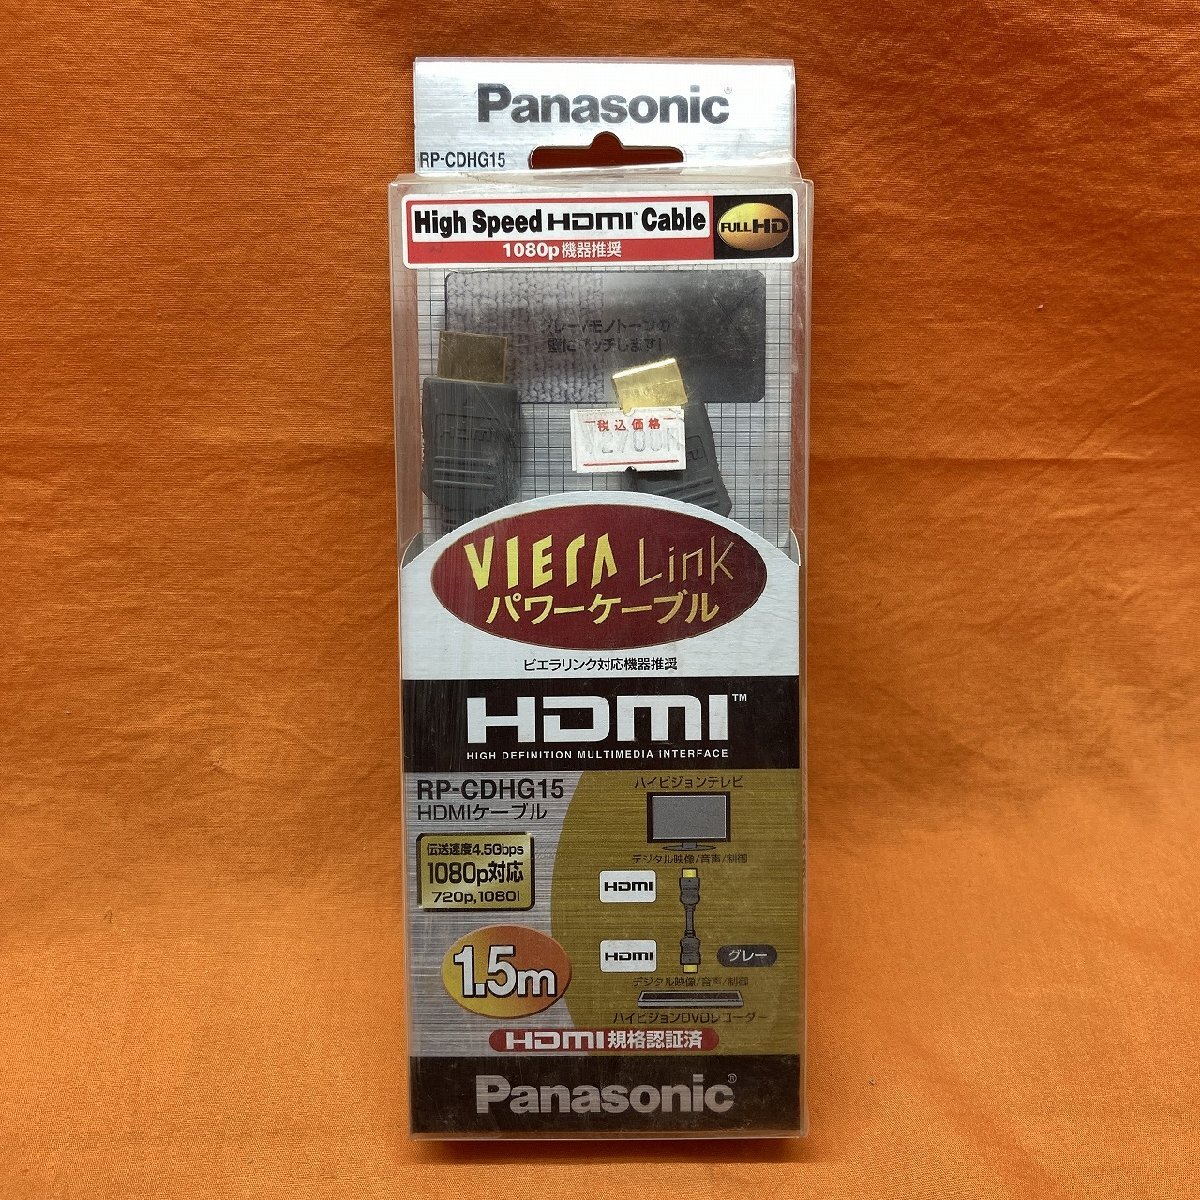 Panasonic®
RP-CDHG15
High Speed HDMI™ Cable
1080p機器推奨
FULL HD
グレー/モノトーンの
壁にマッチします!
HDMI
税込価格
VIERA Link
パワーケーブル
ビエラリンク対応機器推奨
HDMI™
HIGH DEFINITION MULTIMEDIA INTERFACE
RP-CDHG15
HDMIケーブル
伝送速度4.5Gbps
1080p対応
720p,1080i
1.5m
ハイビジョンテレビ
デジタル映像/音声/制御
HDMI
HDMI
グレー
デジタル映像/音声/制御
ハイビジョンDVDレコーダー
HDMI規格認証済
Panasonic®